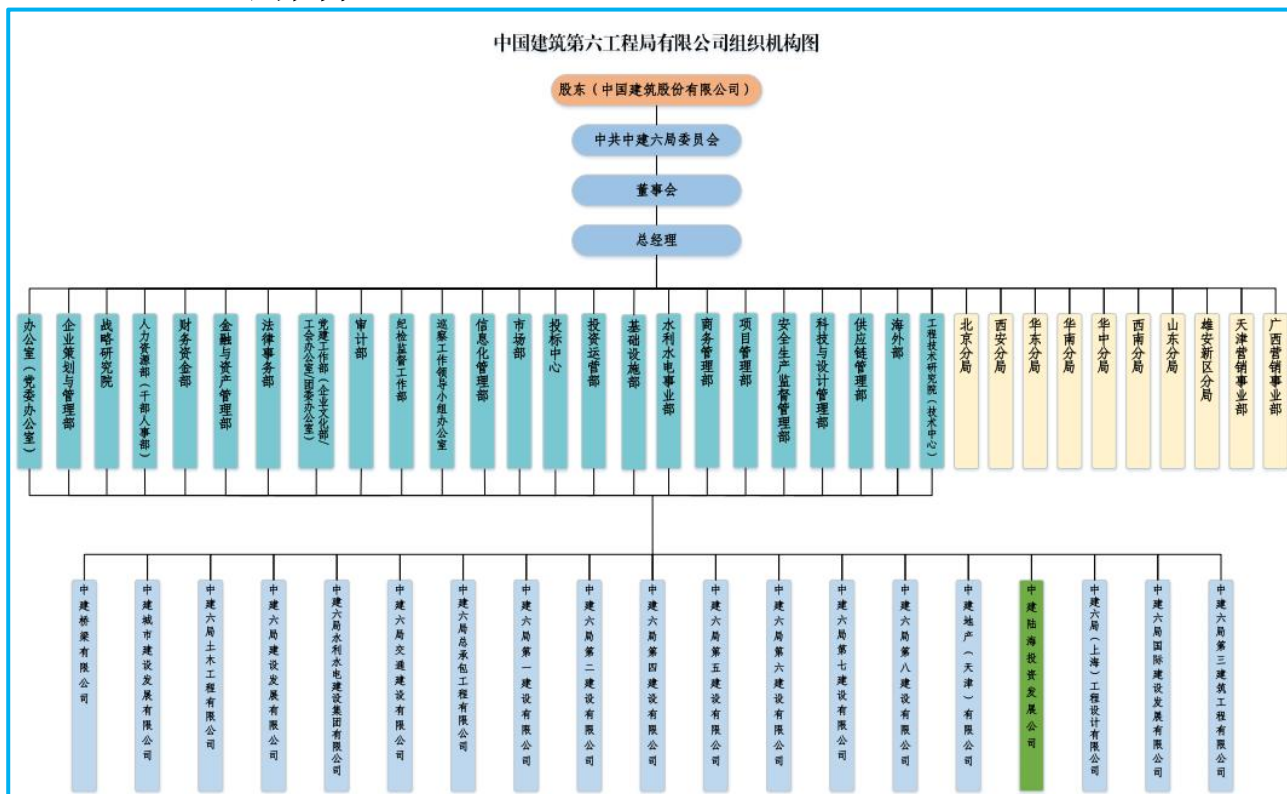 中国建筑第六工程局有限公司组织机构图
股东（中国建筑股份有限公司）
中共中建六局委员会
董事会
总经理
办公室（党委办公室）
企业策划与管理部
战略研究院
人力资源部（干部人事部）
财务资金部
金融与资产管理部
法律事务部
党建工作部（企业文化部/
工会办公室/团委办公室）
审计部
纪检监督工作部
巡察工作领导小组办公室
信息化管理部
市场部
投标中心
投资运营部
基础设施部
水利水电事业部
商务管理部
项目管理部
安全生产监督管理部
科技与设计管理部
供应链管理部
海外部
工程技术研究院（技术中心）
北京分局
西安分局
华东分局
华南分局
华中分局
西南分局
山东分局
雄安新区分局
天津营销事业部
广西营销事业部
中建桥梁有限公司
中建城市建设发展有限公司
中建六局土木工程有限公司
中建六局建设发展有限公司
中建六局水利水电建设集团有限公司
中建六局交通建设有限公司
中建六局总承包工程有限公司
中建六局第一建设有限公司
中建六局第二建设有限公司
中建六局第四建设有限公司
中建六局第五建设有限公司
中建六局第六建设有限公司
中建六局第七建设有限公司
中建六局第八建设有限公司
中建地产（天津）有限公司
中建陆海投资发展公司
中建六局（上海）工程设计有限公司
中建六局国际建设发展有限公司
中建六局第三建筑工程有限公司